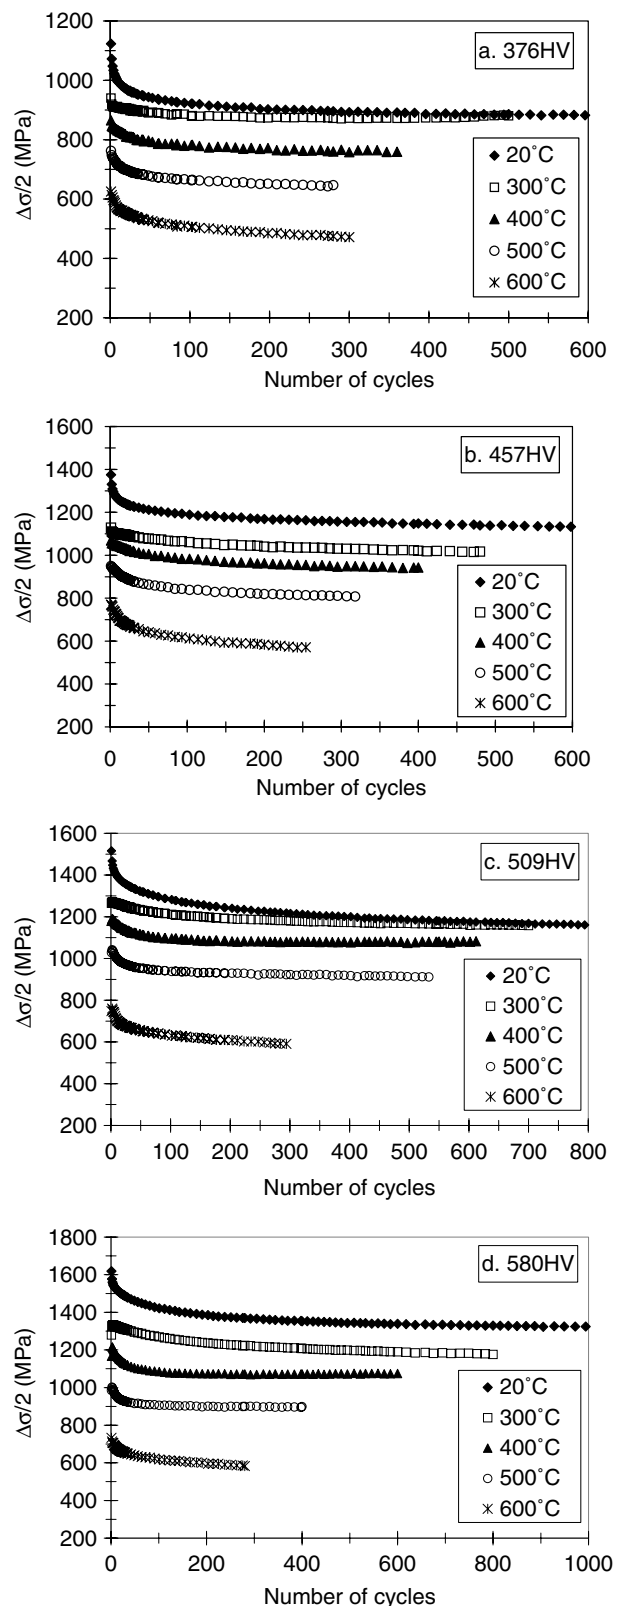 a. 376HV
1200
1000
800
600
400
200
Δσ/2 (MPa)
20˚C
300˚C
400˚C
500˚C
600˚C
0 100 200 300 400 500 600
Number of cycles
b. 457HV
1600
1400
1200
1000
800
600
400
200
Δσ/2 (MPa)
20˚C
300˚C
400˚C
500˚C
600˚C
0 100 200 300 400 500 600
Number of cycles
c. 509HV
1600
1400
1200
1000
800
600
400
200
Δσ/2 (MPa)
20˚C
300˚C
400˚C
500˚C
600˚C
0 100 200 300 400 500 600 700 800
Number of cycles
d. 580HV
1800
1600
1400
1200
1000
800
600
400
200
Δσ/2 (MPa)
20˚C
300˚C
400˚C
500˚C
600˚C
0 200 400 600 800 1000
Number of cycles